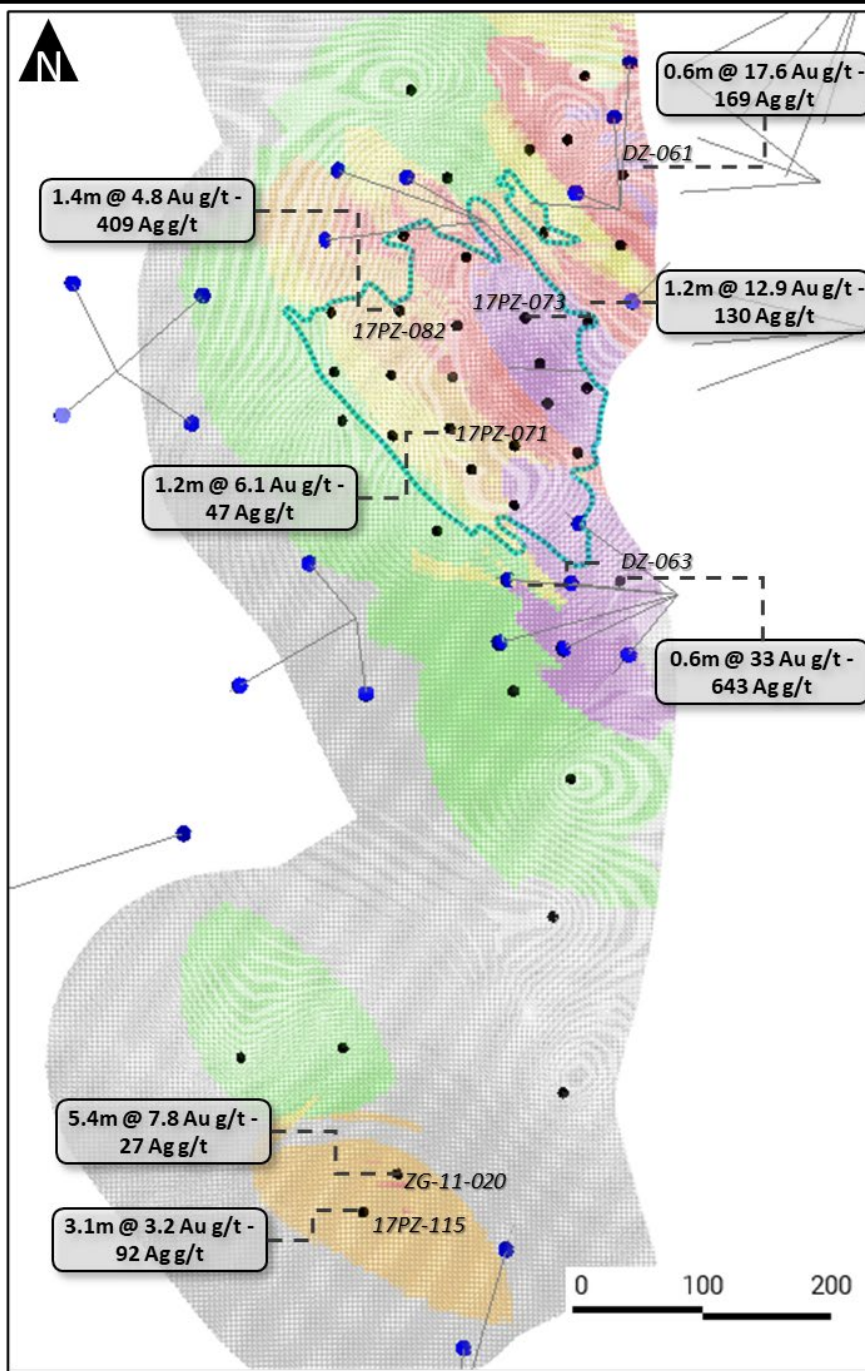 N
0.6m @ 17.6 Au g/t -
169 Ag g/t
DZ-061
1.4m @ 4.8 Au g/t -
409 Ag g/t
17PZ-073
1.2m @ 12.9 Au g/t -
130 Ag g/t
17PZ-082
17PZ-071
1.2m @ 6.1 Au g/t -
47 Ag g/t
DZ-063
0.6m @ 33 Au g/t -
643 Ag g/t
5.4m @ 7.8 Au g/t -
27 Ag g/t
ZG-11-020
3.1m @ 3.2 Au g/t -
92 Ag g/t
17PZ-115
0 100 200